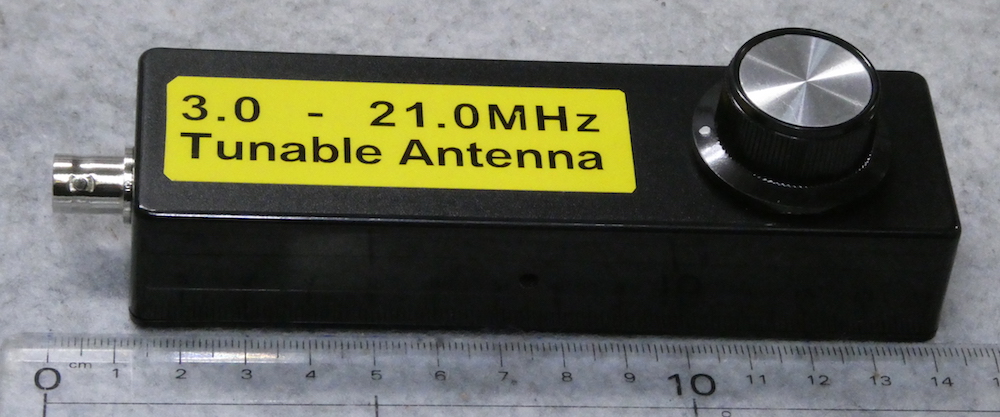 3.0 - 21.0MHz
Tunable Antenna
0 cm 1 2 3 4 5 6 7 8 9 10 11 12 13 14